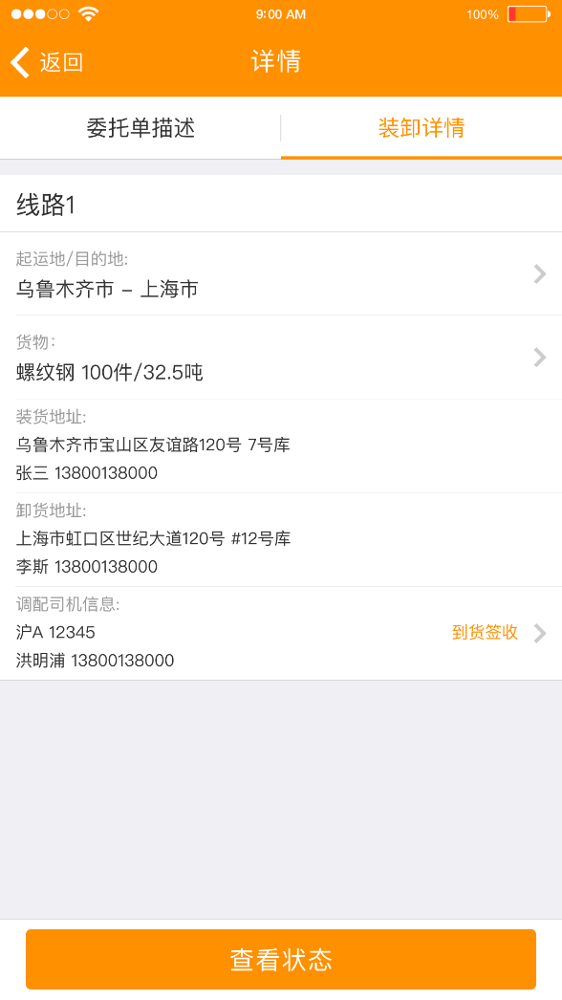 9:00 AM
100%
返回
详情
委托单描述
装卸详情
线路1
起运地/目的地:
乌鲁木齐市 – 上海市
货物:
螺纹钢 100件/32.5吨
装货地址:
乌鲁木齐市宝山区友谊路120号 7号库
张三 13800138000
卸货地址:
上海市虹口区世纪大道120号 #12号库
李斯 13800138000
调配司机信息:
沪A 12345
到货签收
洪明浦 13800138000
查看状态